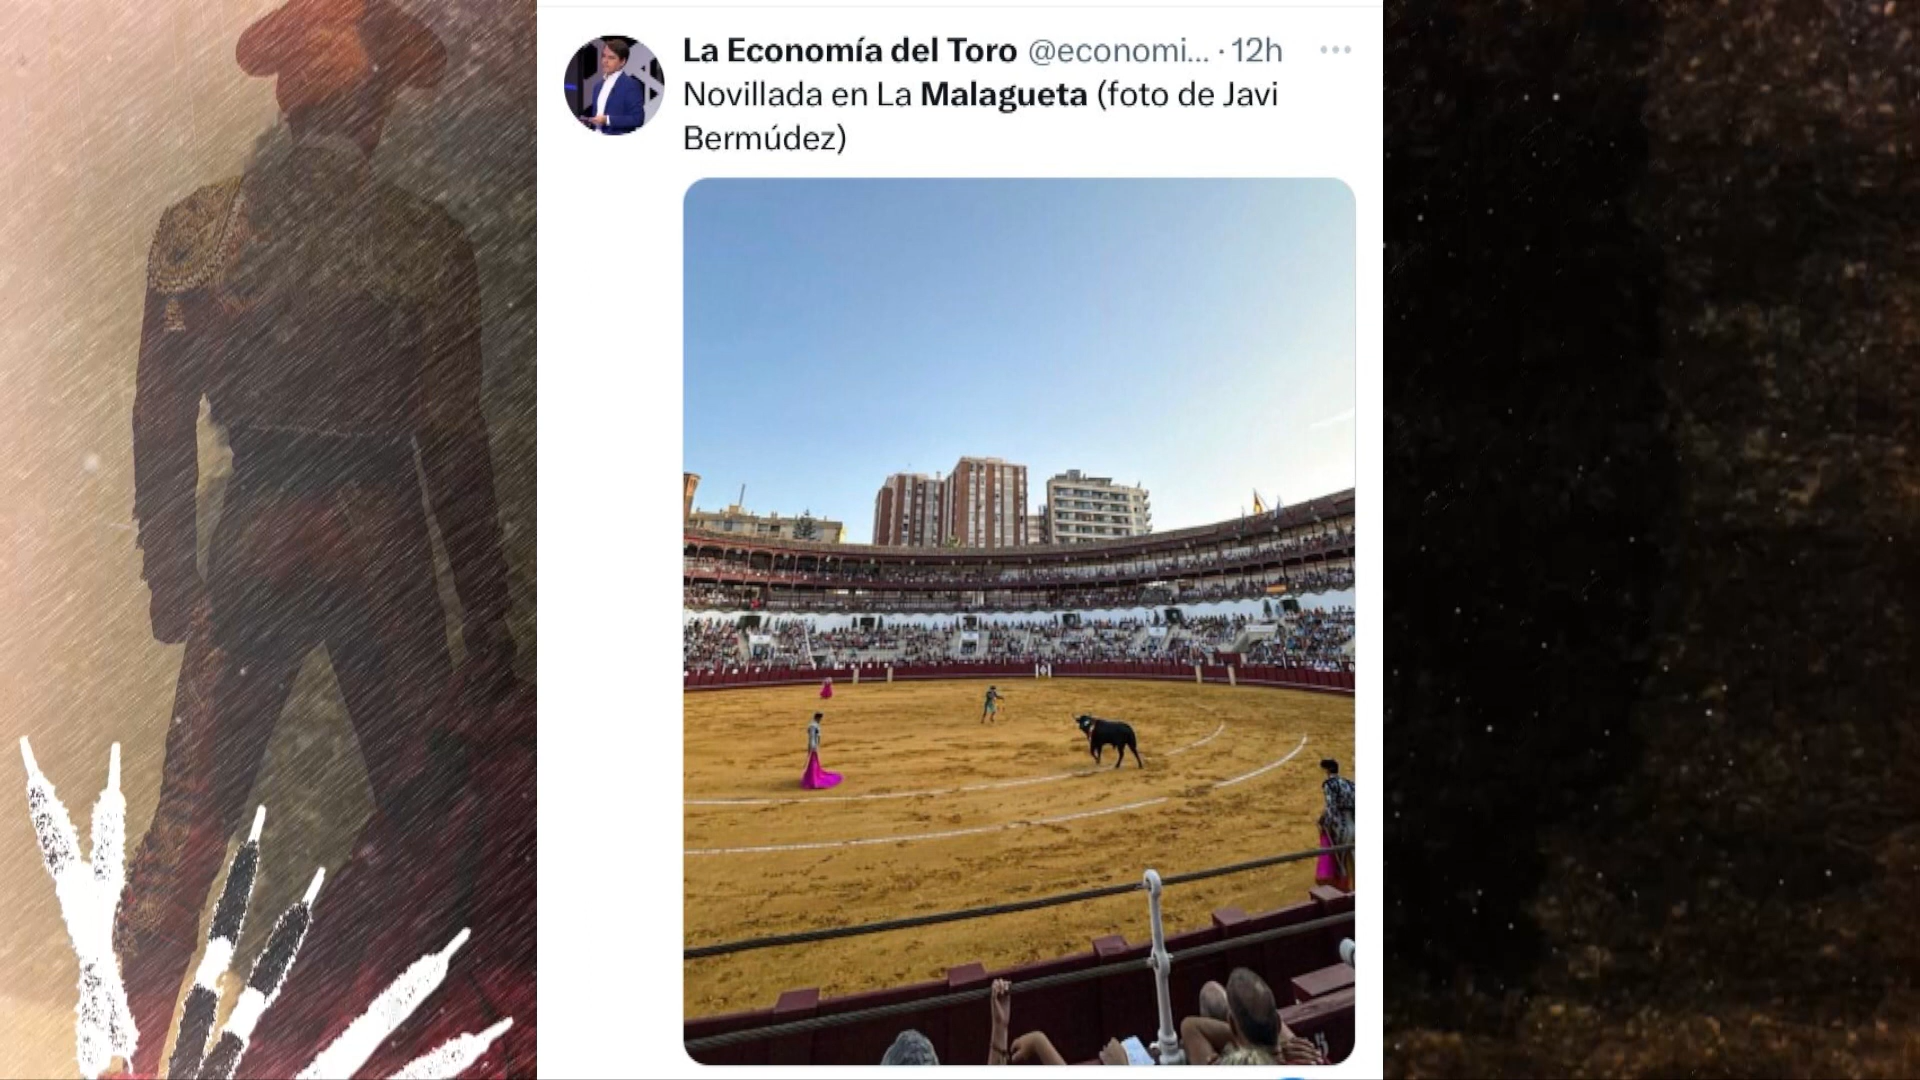 La Economía del Toro @economi... · 12h
Novillada en La Malagueta (foto de Javi
Bermúdez)